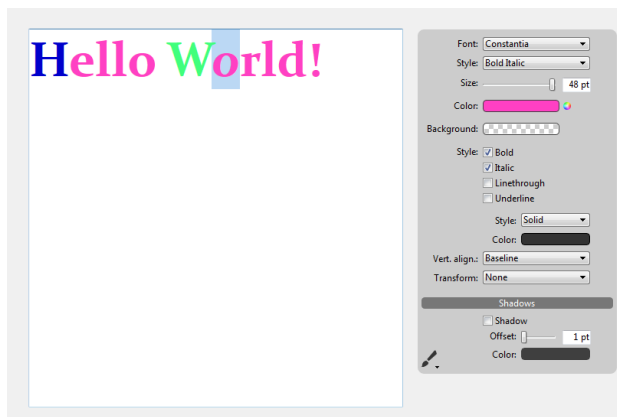 Hello World!
Font: Constantia
Style: Bold Italic
Size: 48 pt
Color:
Background:
Style: Bold
Italic
Linethrough
Underline
Style: Solid
Color:
Vert. align.: Baseline
Transform: None
Shadows
Shadow
Offset: 1 pt
Color: